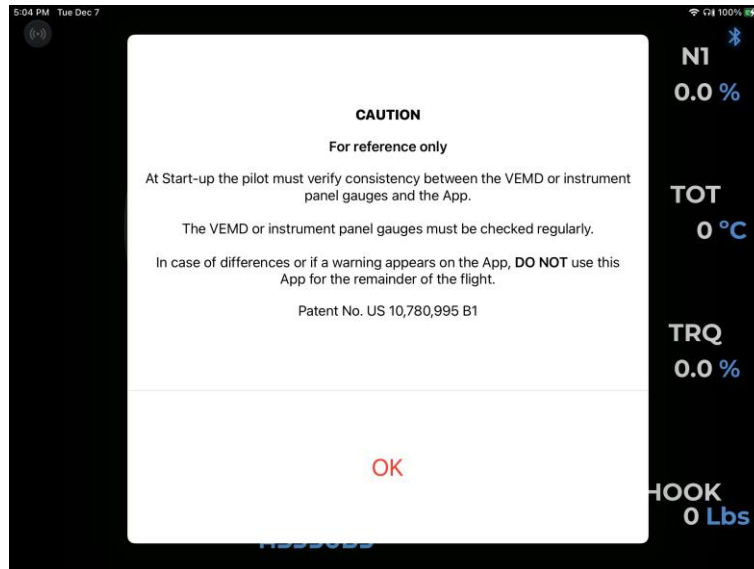 5:04 PM Tue Dec 7
100%
N1
0.0 %
CAUTION
For reference only
At Start-up the pilot must verify consistency between the VEMD or instrument
panel gauges and the App.
TOT
0 °C
The VEMD or instrument panel gauges must be checked regularly.
In case of differences or if a warning appears on the App, DO NOT use this
App for the remainder of the flight.
Patent No. US 10,780,995 B1
TRQ
0.0 %
OK
HOOK
0 Lbs